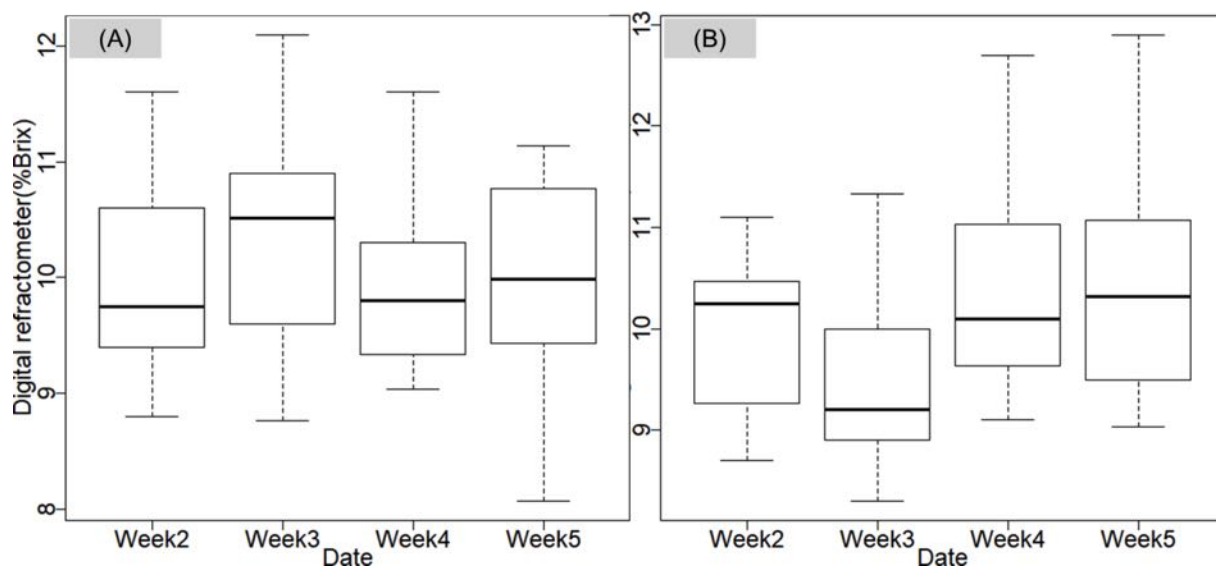 (A)
Digital refractometer(%Brix)
12
11
10
9
8
Week2 Week3 Week4 Week5
Date
(B)
13
12
11
10
9
Week2 Week3 Week4 Week5
Date